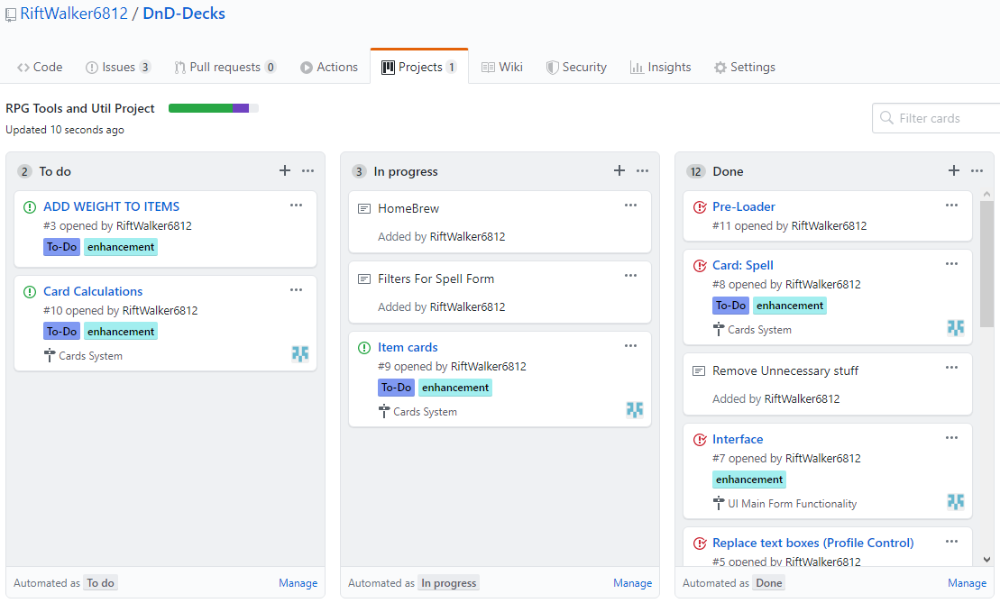 RiftWalker6812 / DnD-Decks
Code
Issues 3
Pull requests 0
Actions
Projects 1
Wiki
Security
Insights
Settings
RPG Tools and Util Project
Updated 10 seconds ago
Filter cards
2 To do
ADD WEIGHT TO ITEMS
#3 opened by RiftWalker6812
To-Do enhancement
Card Calculations
#10 opened by RiftWalker6812
To-Do enhancement
Cards System
Automated as To do Manage
3 In progress
HomeBrew
Added by RiftWalker6812
Filters For Spell Form
Added by RiftWalker6812
Item cards
#9 opened by RiftWalker6812
To-Do enhancement
Cards System
Automated as In progress Manage
12 Done
Pre-Loader
#11 opened by RiftWalker6812
Card: Spell
#8 opened by RiftWalker6812
To-Do enhancement
Cards System
Remove Unnecessary stuff
Added by RiftWalker6812
Interface
#7 opened by RiftWalker6812
enhancement
UI Main Form Functionality
Replace text boxes (Profile Control)
#5 opened by RiftWalker6812
Automated as Done Manage